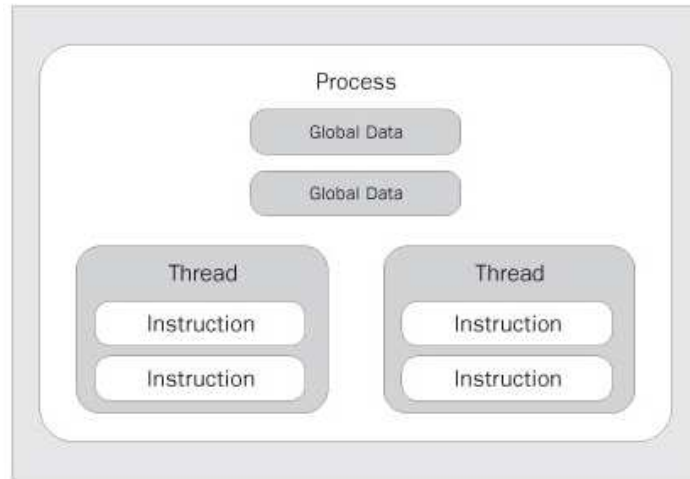 Process
Global Data
Global Data
Thread
Instruction
Instruction
Thread
Instruction
Instruction